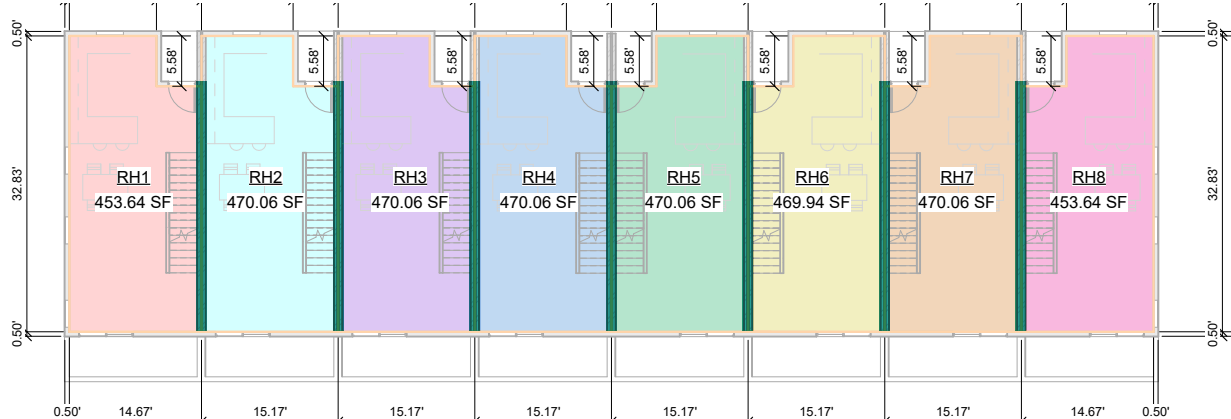 0.50'
0.50'
5.58'
5.58'
5.58'
5.58'
5.58'
5.58'
5.58'
5.58'
32.83'
32.83'
RH1
453.64 SF
RH2
470.06 SF
RH3
470.06 SF
RH4
470.06 SF
RH5
470.06 SF
RH6
469.94 SF
RH7
470.06 SF
RH8
453.64 SF
0.50'
0.50'
0.50'
14.67'
15.17'
15.17'
15.17'
15.17'
15.17'
15.17'
14.67'
0.50'